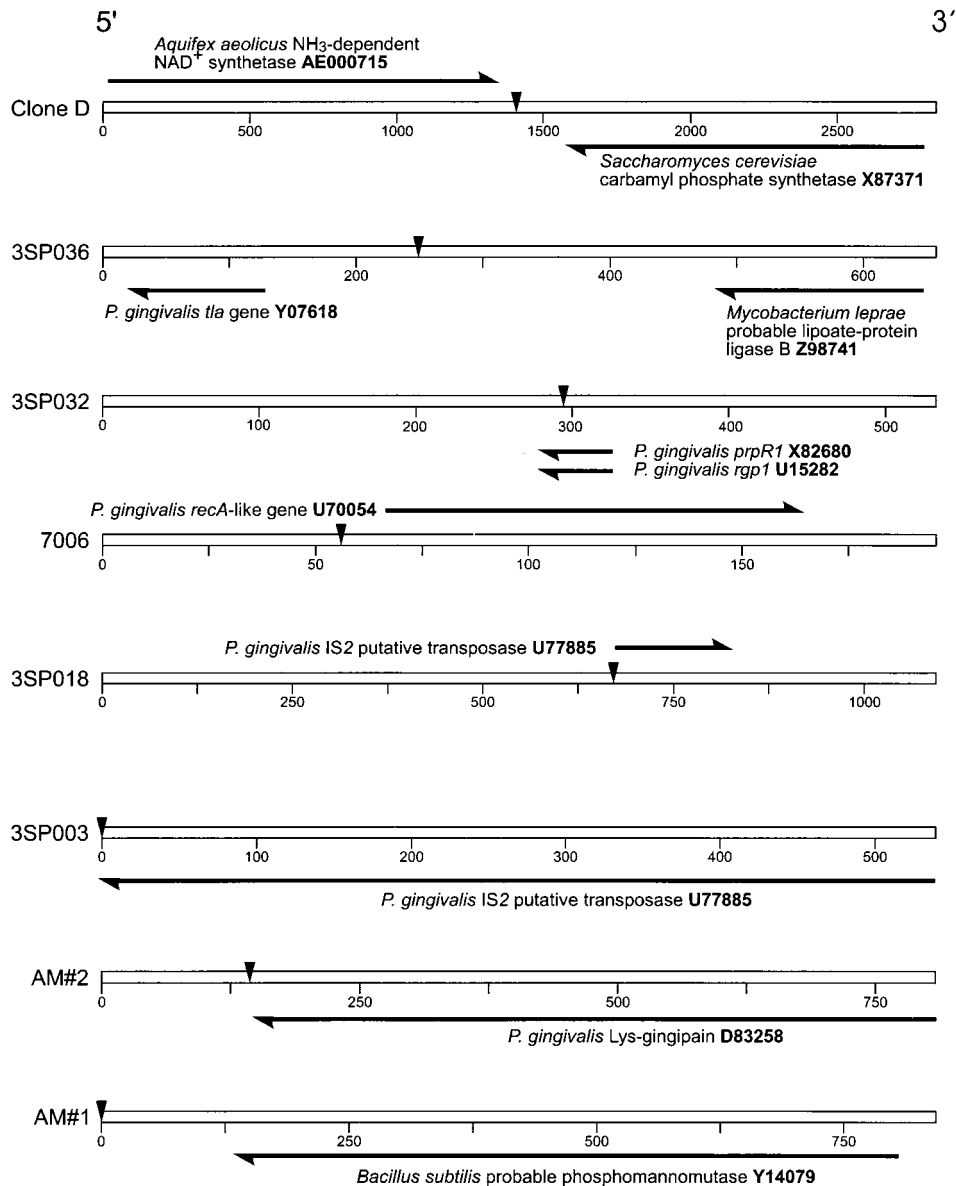 5' 3'
Aquifex aeolicus NH3-dependent
NAD+ synthetase AE000715
Clone D
0 500 1000 1500 2000 2500
Saccharomyces cerevisiae
carbamyl phosphate synthetase X87371
3SP036
0 200 400 600
P. gingivalis tla gene Y07618
Mycobacterium leprae
probable lipoate-protein
ligase B Z98741
3SP032
0 100 200 300 400 500
P. gingivalis prpR1 X82680
P. gingivalis rgp1 U15282
P. gingivalis recA-like gene U70054
7006
0 50 100 150
P. gingivalis IS2 putative transposase U77885
3SP018
0 250 500 750 1000
3SP003
0 100 200 300 400 500
P. gingivalis IS2 putative transposase U77885
AM#2
0 250 500 750
P. gingivalis Lys-gingipain D83258
AM#1
0 250 500 750
Bacillus subtilis probable phosphomannomutase Y14079